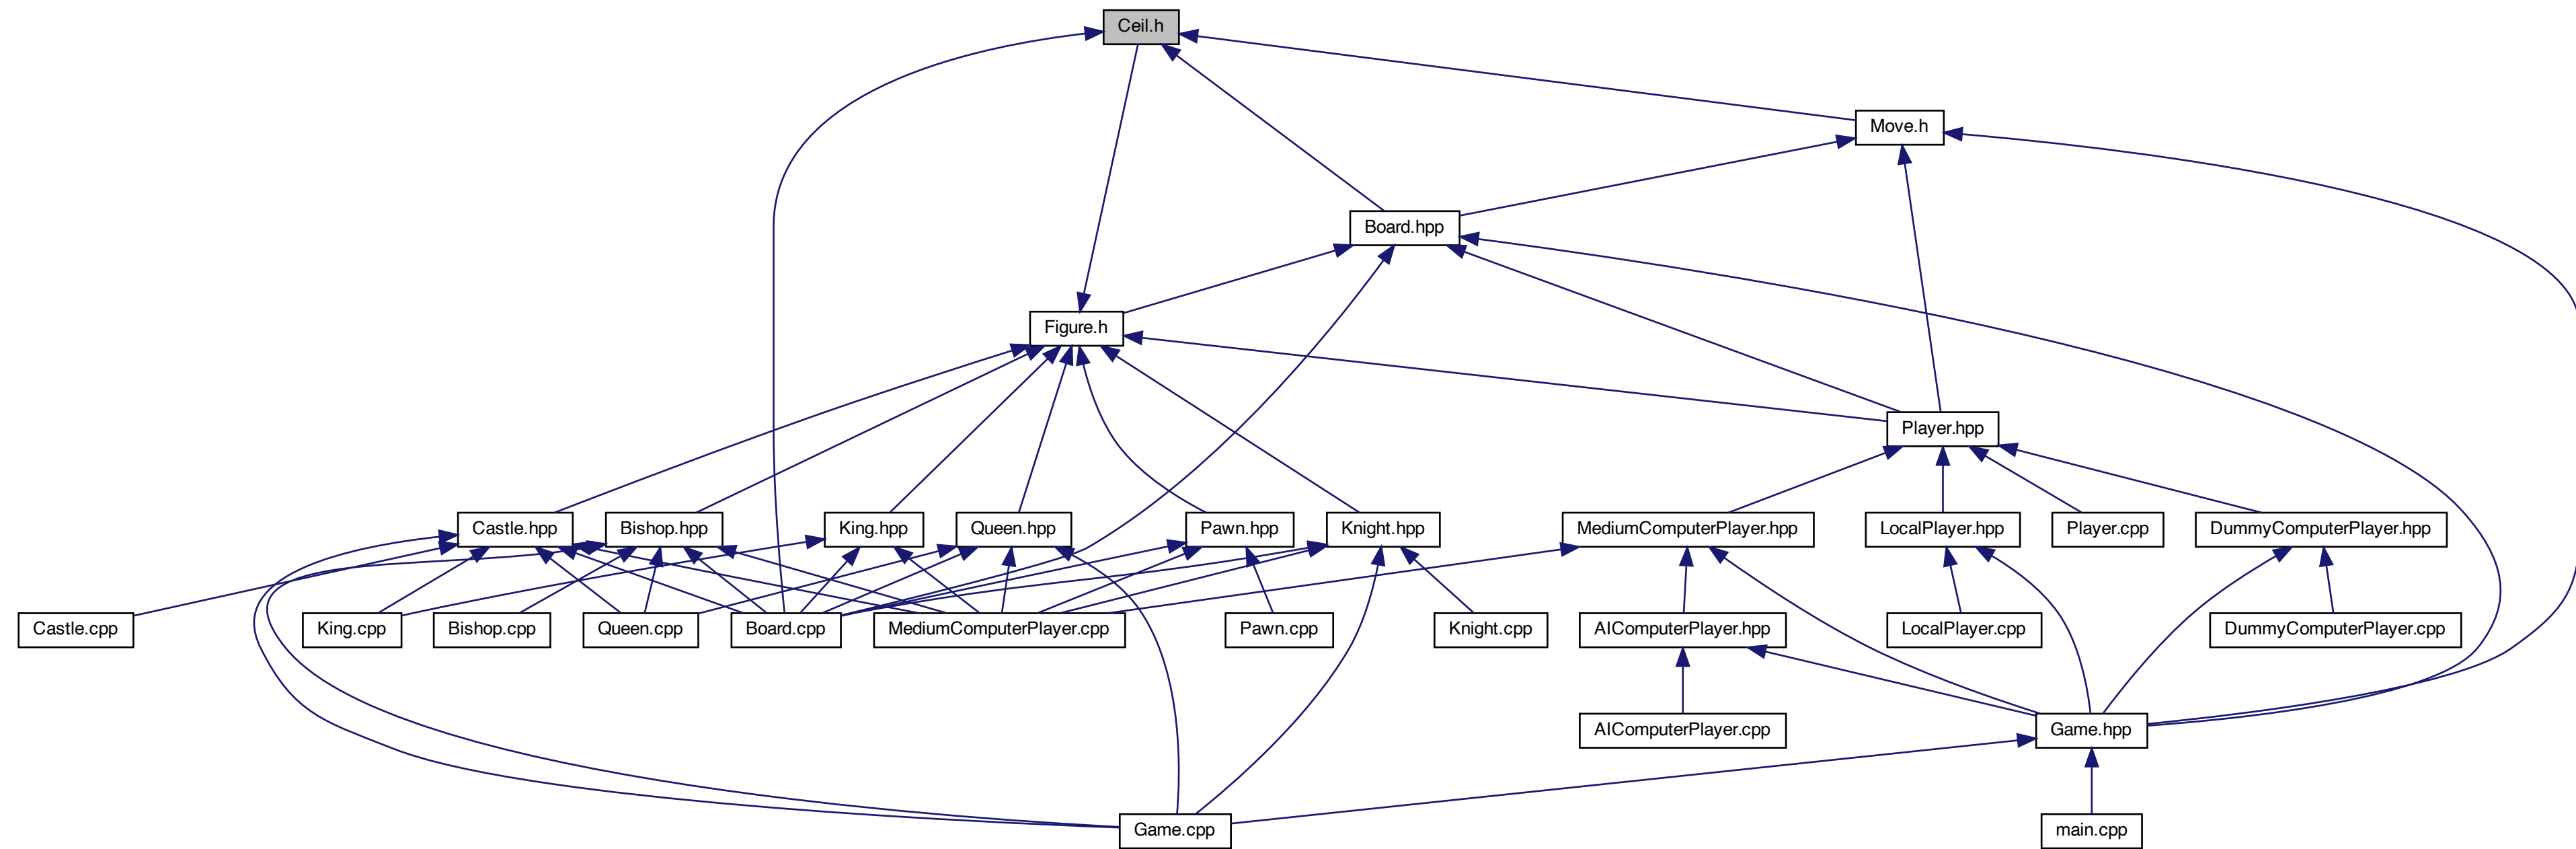 Ceil.h
Move.h
Board.hpp
Figure.h
Player.hpp
Castle.hpp
Bishop.hpp
King.hpp
Queen.hpp
Pawn.hpp
Knight.hpp
MediumComputerPlayer.hpp
LocalPlayer.hpp
Player.cpp
DummyComputerPlayer.hpp
Castle.cpp
King.cpp
Bishop.cpp
Queen.cpp
Board.cpp
MediumComputerPlayer.cpp
Pawn.cpp
Knight.cpp
AIComputerPlayer.hpp
LocalPlayer.cpp
DummyComputerPlayer.cpp
AIComputerPlayer.cpp
Game.hpp
Game.cpp
main.cpp